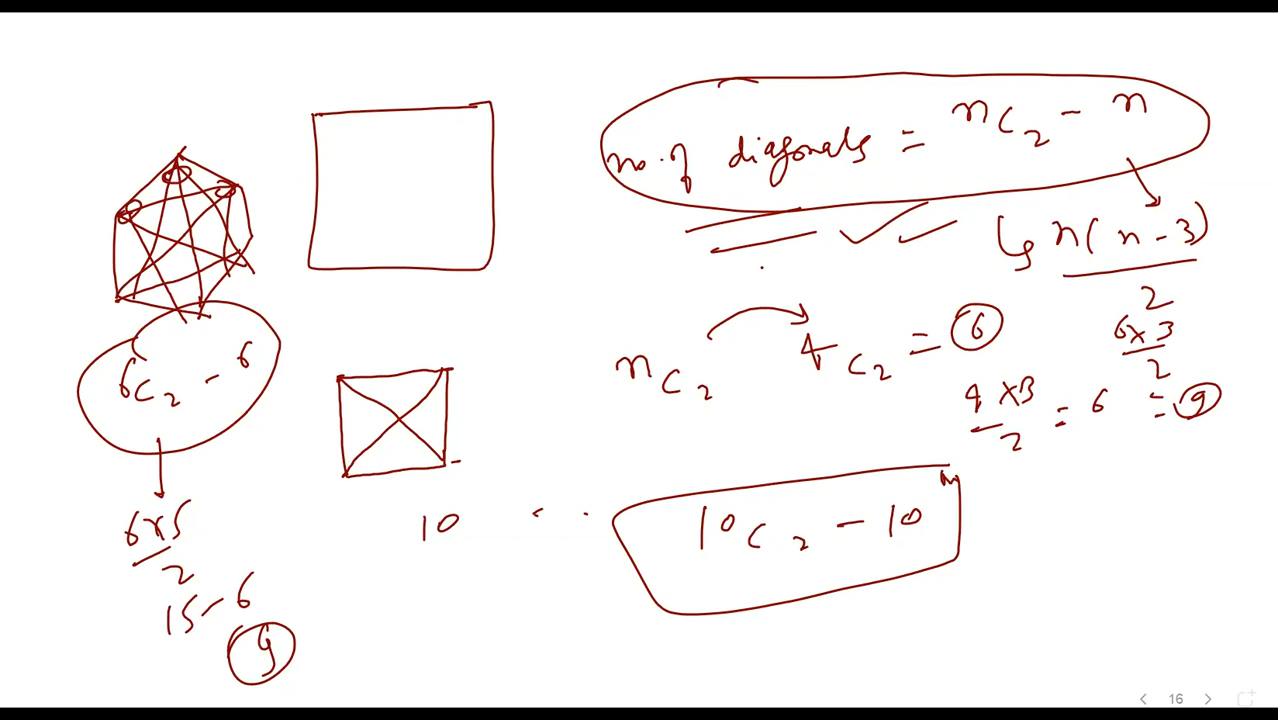 no. of diagonals = nC2 - n
↳ n(n-3)
2
nC2 → 4C2 = 6
4×3
2
= 6
6×3
2
= 9
6C2 - 6
6×5
2
15 - 6
9
10
10C2 - 10
16